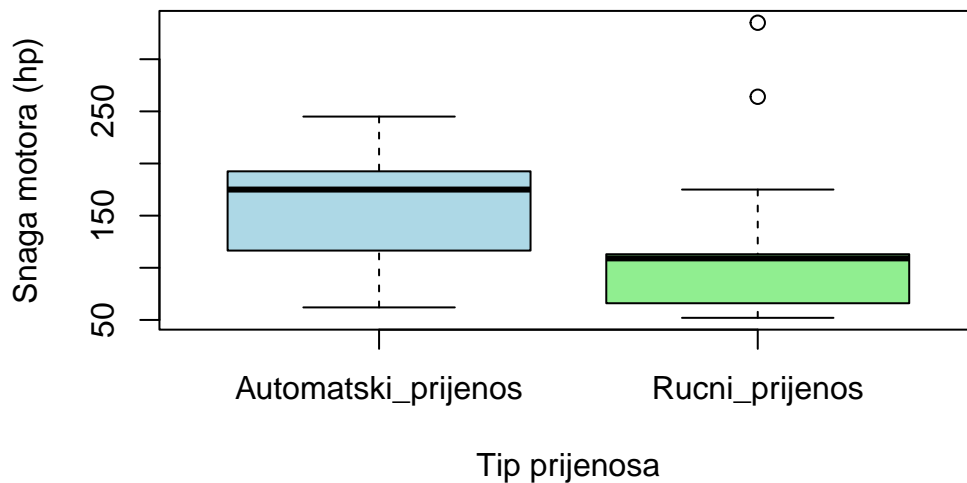 Snaga motora (hp)
250
150
50
Automatski_prijenos
Rucni_prijenos
Tip prijenosa